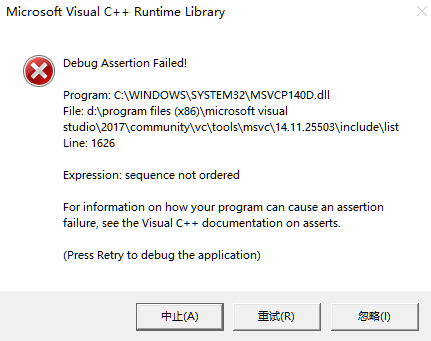 Microsoft Visual C++ Runtime Library
Debug Assertion Failed!
Program: C:\WINDOWS\SYSTEM32\MSVCP140D.dll
File: d:\program files (x86)\microsoft visual
studio\2017\community\vc\tools\msvc\14.11.25503\include\list
Line: 1626
Expression: sequence not ordered
For information on how your program can cause an assertion
failure, see the Visual C++ documentation on asserts.
(Press Retry to debug the application)
中止(A)
重试(R)
忽略(I)